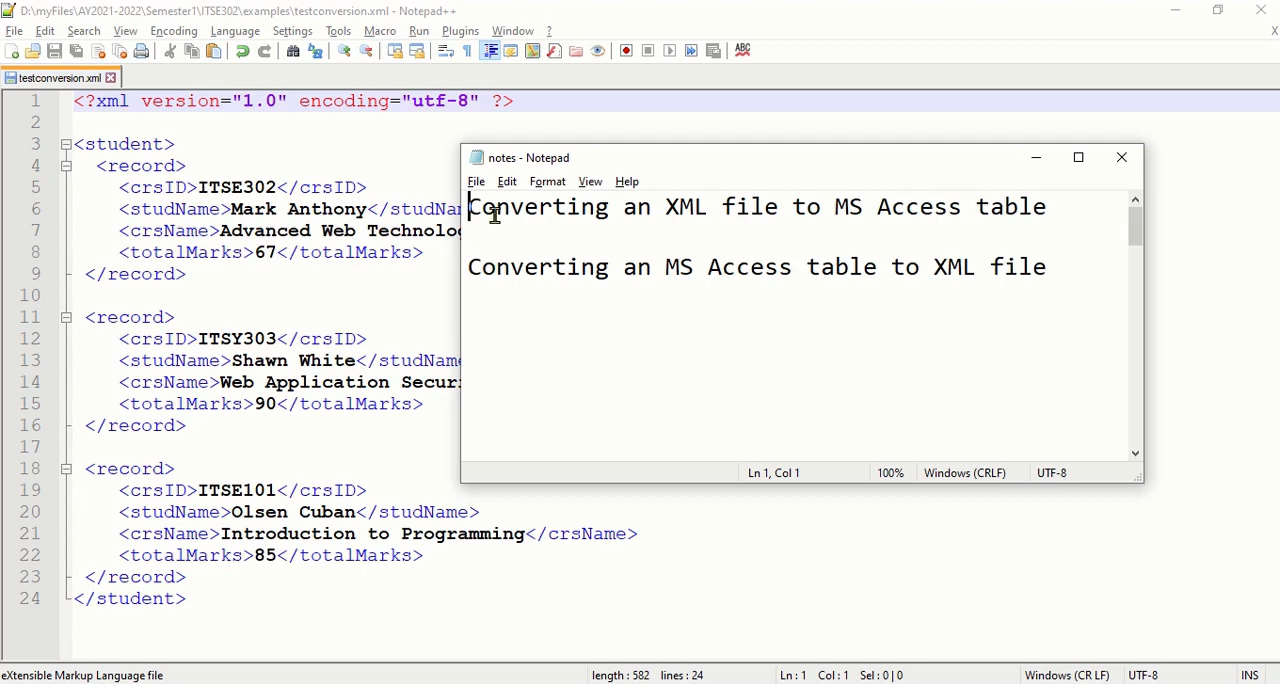 D:\myFiles\AY2021-2022\Semester1\ITSE302\examples\testconversion.xml - Notepad++
File Edit Search View Encoding Language Settings Tools Macro Run Plugins Window ? X
ABC
testconversion.xml
1 <?xml version="1.0" encoding="utf-8" ?>
2
3 <student>
4 <record>
5 <crsID>ITSE302</crsID>
6 <studName>Mark Anthony</studNa
7 <crsName>Advanced Web Technolo
8 <totalMarks>67</totalMarks>
9 </record>
10
11 <record>
12 <crsID>ITSY303</crsID>
13 <studName>Shawn White</studName
14 <crsName>Web Application Securi
15 <totalMarks>90</totalMarks>
16 </record>
17
18 <record>
19 <crsID>ITSE101</crsID>
20 <studName>Olsen Cuban</studName>
21 <crsName>Introduction to Programming</crsName>
22 <totalMarks>85</totalMarks>
23 </record>
24 </student>
notes - Notepad
File Edit Format View Help
Converting an XML file to MS Access table
Converting an MS Access table to XML file
Ln 1, Col 1 100% Windows (CRLF) UTF-8
eXtensible Markup Language file length : 582 lines : 24 Ln : 1 Col : 1 Sel : 0 | 0 Windows (CR LF) UTF-8 INS